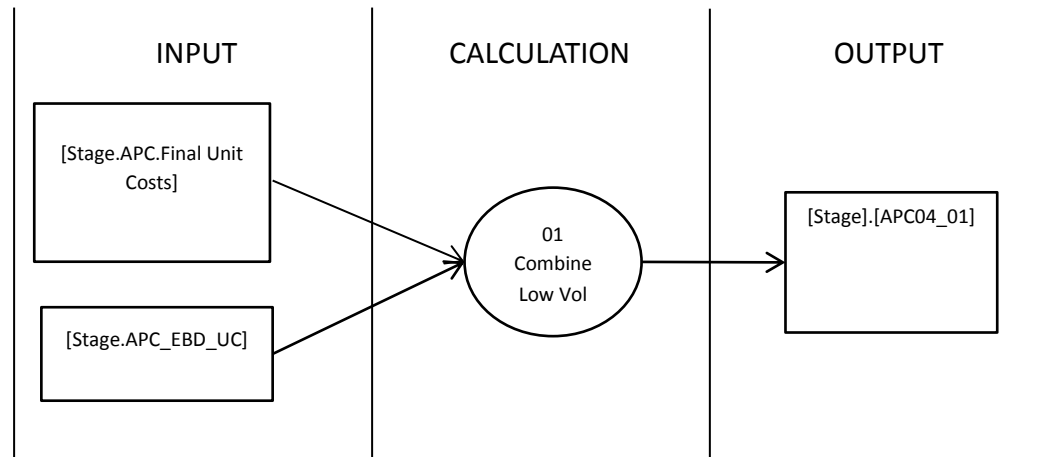 INPUT
CALCULATION
OUTPUT
[Stage.APC.Final Unit
Costs]
[Stage.APC_EBD_UC]
01
Combine
Low Vol
[Stage].[APC04_01]